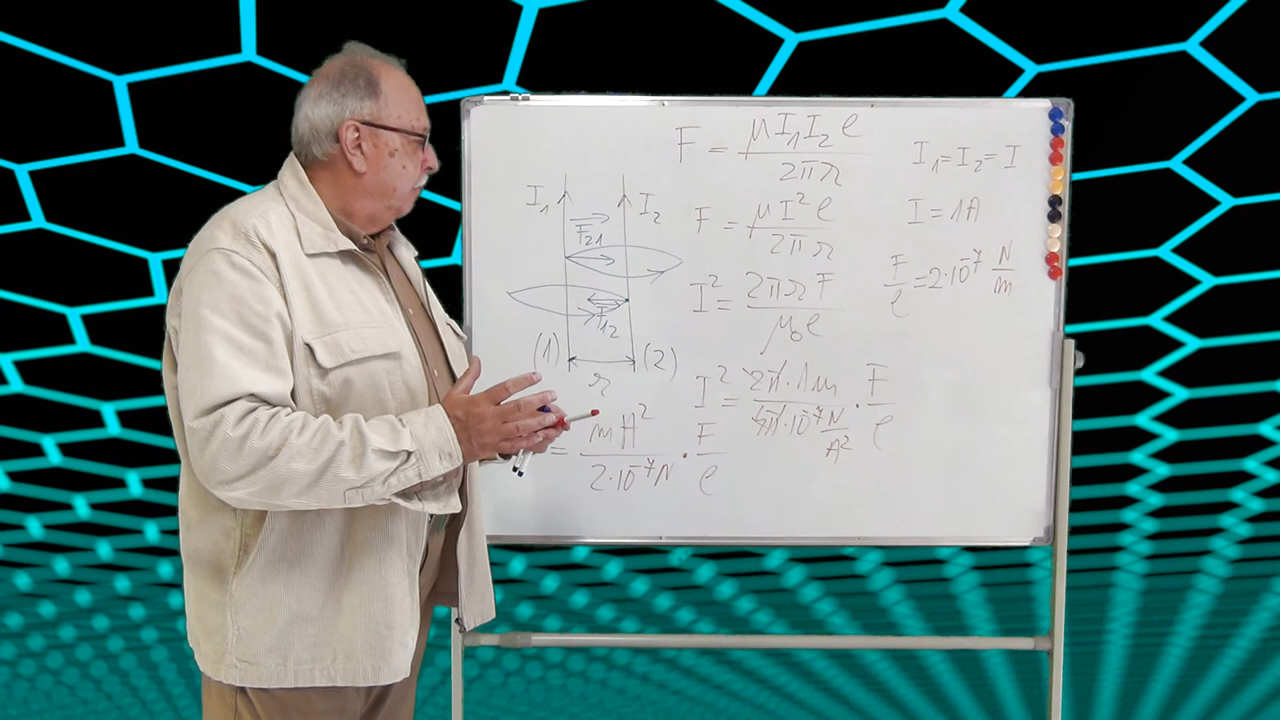 F = μI₁I₂ℓ / 2πr
I₁=I₂=I
I₁ I₂
F = μI²ℓ / 2πr
I = 1A
F₂₁
F/ℓ = 2·10⁻⁷ N/m
I² = 2πrF / μ₀ℓ
F₁₂
(1) (2)
r
I² = 2π·1m / 4π·10⁻⁷ N/A² · F/ℓ
= mA² / 2·10⁻⁷N · F/ℓ